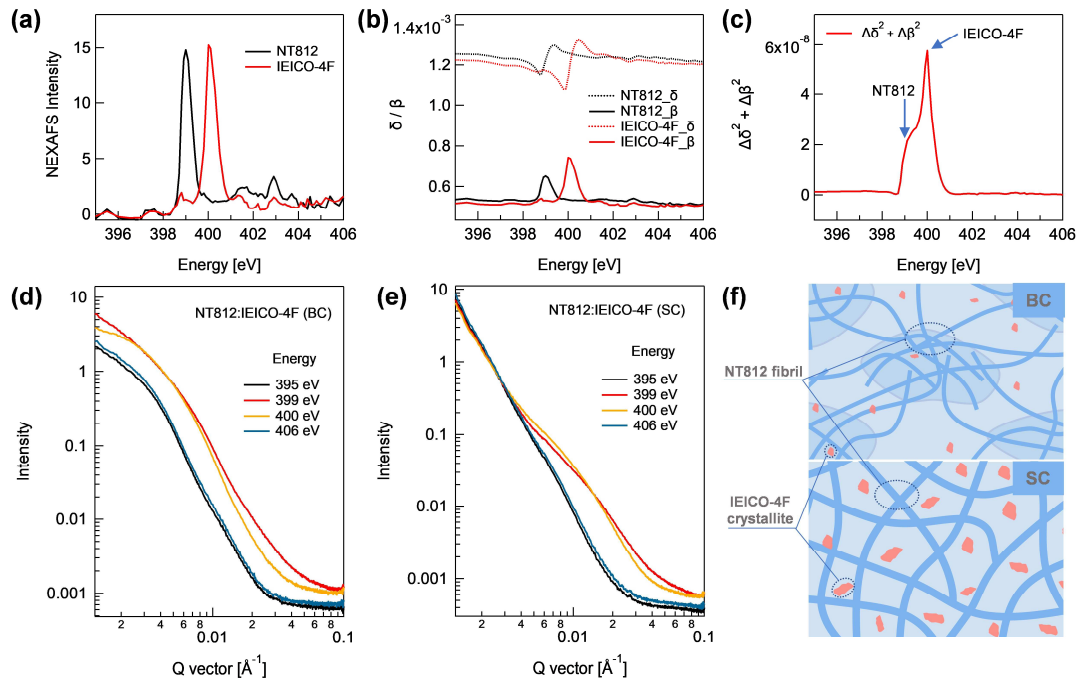 (a)
15
10
5
0
NEXAFS Intensity
NT812
IEICO-4F
396 398 400 402 404 406
Energy [eV]
(b)
1.4x10⁻³
1.2
1.0
0.8
0.6
δ / β
NT812_δ
NT812_β
IEICO-4F_δ
IEICO-4F_β
396 398 400 402 404 406
Energy [eV]
(c)
6x10⁻⁸
4
2
0
Δδ² + Δβ²
Δδ² + Δβ²
IEICO-4F
NT812
396 398 400 402 404 406
Energy [eV]
(d)
10
1
0.1
0.01
0.001
Intensity
NT812:IEICO-4F (BC)
Energy
395 eV
399 eV
400 eV
406 eV
2 4 6 8 0.01 2 4 6 8 0.1
Q vector [Å⁻¹]
(e)
10
1
0.1
0.01
0.001
Intensity
NT812:IEICO-4F (SC)
Energy
395 eV
399 eV
400 eV
406 eV
2 4 6 8 0.01 2 4 6 8 0.1
Q vector [Å⁻¹]
(f)
BC
NT812 fibril
SC
IEICO-4F
crystallite